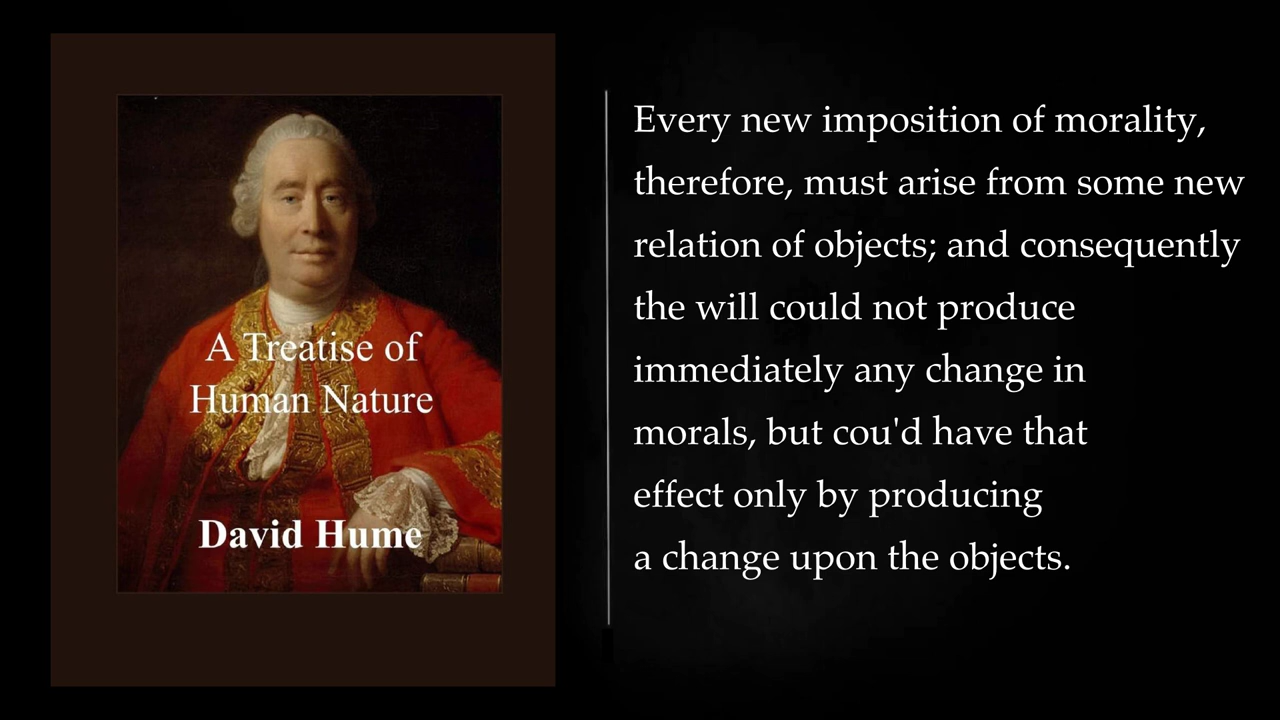 A Treatise of
Human Nature
David Hume
Every new imposition of morality,
therefore, must arise from some new
relation of objects; and consequently
the will could not produce
immediately any change in
morals, but cou'd have that
effect only by producing
a change upon the objects.